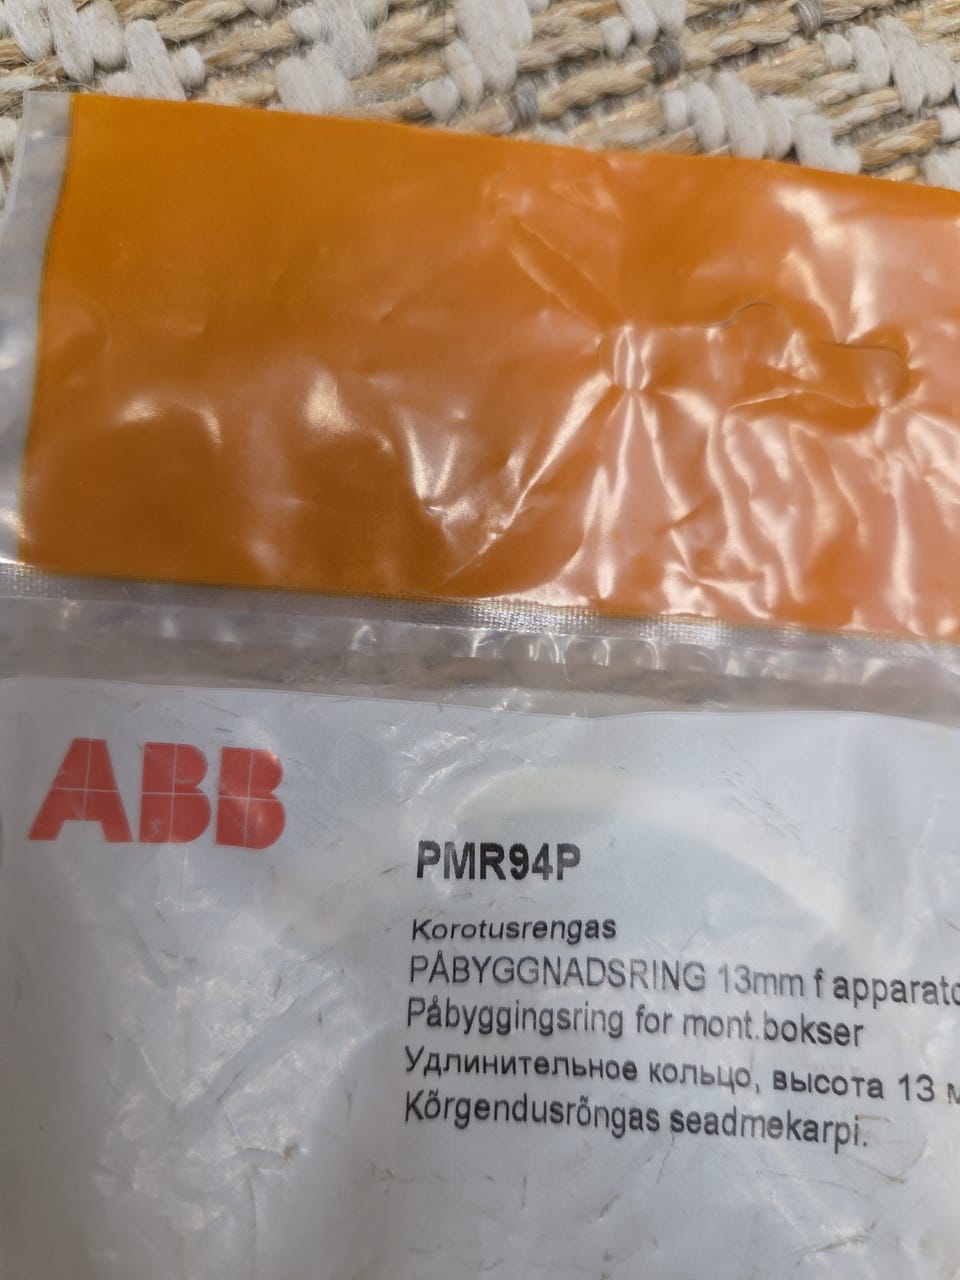 ABB
PMR94P
Korotusrengas
PÅBYGGNADSRING 13mm f
Påbyggingsring for mont.bokser
Удлинительное кольцо, высота 13
Kõrgendusrõngas seadmekarpi.